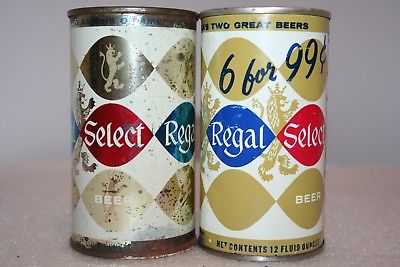 'S TWO GREAT BEERS
6 for 99¢
Select Rega
Regal Select
BEER
BEER
NET CONTENTS 12 FLUID OUNCES